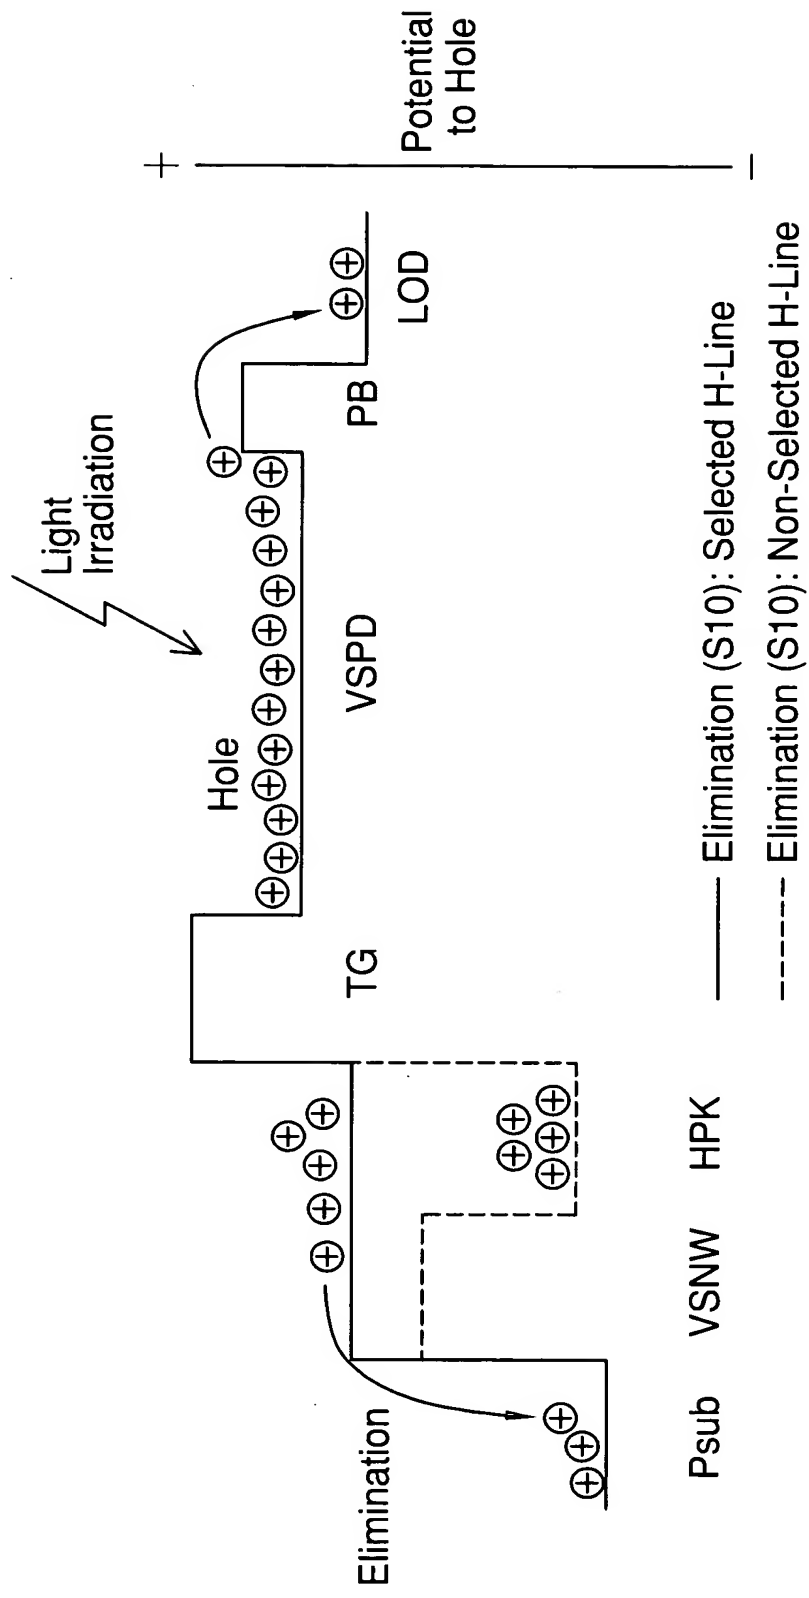 Light
Irradiation
+
Potential
to Hole
−
Hole
TG
VSPD
PB
LOD
Elimination
Psub
VSNW
HPK
Elimination (S10): Selected H-Line
Elimination (S10): Non-Selected H-Line